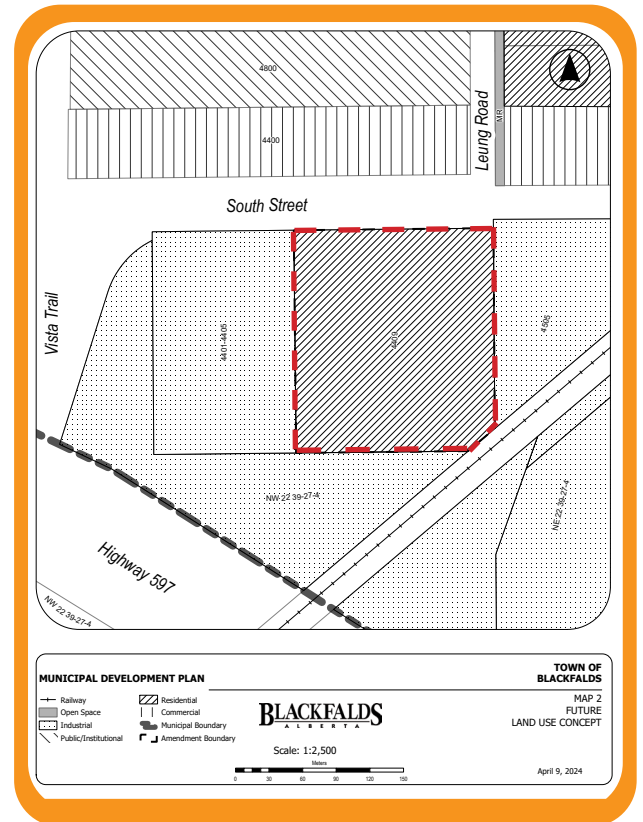 4800
4400
MR
Leung Road
South Street
Vista Trail
4401-4405
4400
4505
NW 22 39-27-4
NE 22 39-27-4
Highway 597
NW 22 39-27-4
MUNICIPAL DEVELOPMENT PLAN
TOWN OF
BLACKFALDS
Railway
Open Space
Industrial
Public/Institutional
Residential
Commercial
Municipal Boundary
Amendment Boundary
BLACKFALDS
ALBERTA
MAP 2
FUTURE
LAND USE CONCEPT
Scale: 1:2,500
Meters
0 30 60 90 120 150
April 9, 2024